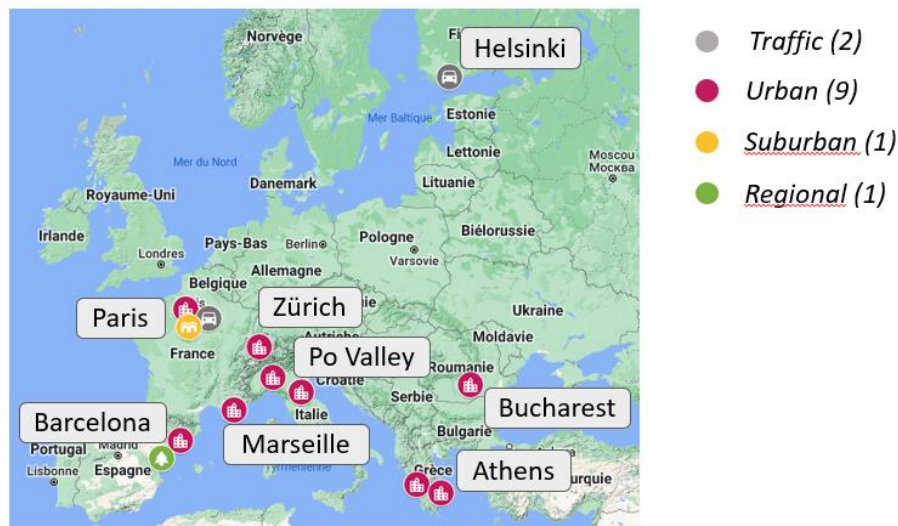 Norvège
Helsinki
Estonie
Mer Baltique
Lettonie
Mer du Nord
Moscou
Москва
Danemark
Lituanie
Royaume-Uni
Irlande
Biélorussie
Pays-Bas
Berlin
Pologne
Londres
Varsovie
Belgique
Allemagne
Zürich
Ukraine
Paris
Moldavie
France
Po Valley
Roumanie
Croatie
Serbie
Bucharest
Italie
Barcelona
Marseille
Bulgarie
Portugal
Madrid
Espagne
Grèce
Athens
Lisbonne
Traffic (2)
Urban (9)
Suburban (1)
Regional (1)